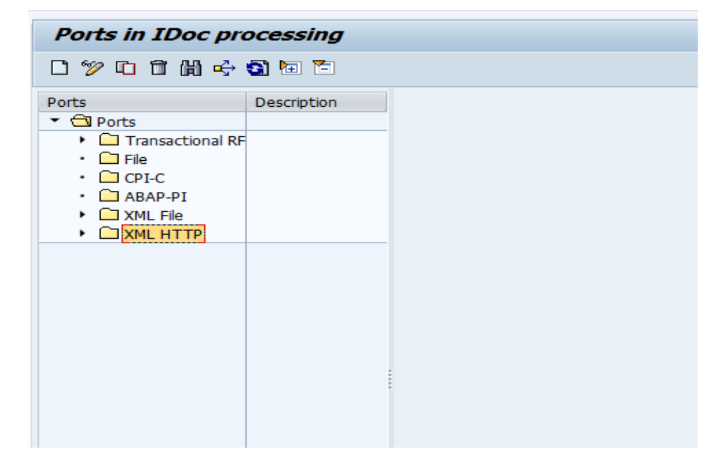 Ports in IDoc processing
Ports Description
Ports
Transactional RF
File
CPI-C
ABAP-PI
XML File
XML HTTP